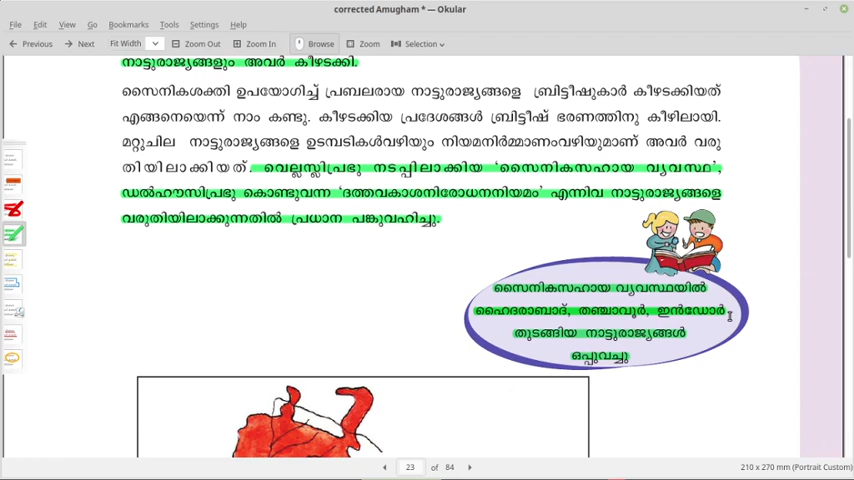 corrected Amugham * — Okular
File Edit View Go Bookmarks Tools Settings Help
Previous Next Fit Width Zoom Out Zoom In Browse Zoom Selection
നാട്ടുരാജ്യങ്ങളും അവർ കീഴടക്കി.
സൈനികശക്തി ഉപയോഗിച്ച് പ്രബലരായ നാട്ടുരാജ്യങ്ങളെ ബ്രിട്ടീഷുകാർ കീഴടക്കിയത്
എങ്ങനെയെന്ന് നാം കണ്ടു. കീഴടക്കിയ പ്രദേശങ്ങൾ ബ്രിട്ടീഷ് ഭരണത്തിനു കീഴിലായി.
മറ്റുചില നാട്ടുരാജ്യങ്ങളെ ഉടമ്പടികൾവഴിയും നിയമനിർമ്മാണംവഴിയുമാണ് അവർ വരു
തിയിലാക്കിയത്. വെല്ലസ്ലിപ്രഭു നടപ്പിലാക്കിയ ‘സൈനികസഹായ വ്യവസ്ഥ’,
ഡൽഹൗസിപ്രഭു കൊണ്ടുവന്ന ‘ദത്തവകാശനിരോധനനിയമം’ എന്നിവ നാട്ടുരാജ്യങ്ങളെ
വരുതിയിലാക്കുന്നതിൽ പ്രധാന പങ്കുവഹിച്ചു.
സൈനികസഹായ വ്യവസ്ഥയിൽ
ഹൈദരാബാദ്, തഞ്ചാവൂർ, ഇൻഡോർ
തുടങ്ങിയ നാട്ടുരാജ്യങ്ങൾ
ഒപ്പുവച്ചു
23 of 84
210 x 270 mm (Portrait Custom)